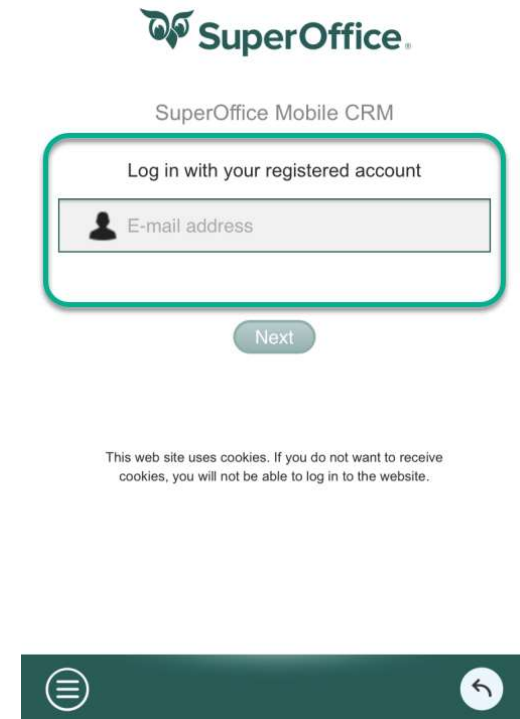 SuperOffice®
SuperOffice Mobile CRM
Log in with your registered account
E-mail address
Next
This web site uses cookies. If you do not want to receive
cookies, you will not be able to log in to the website.